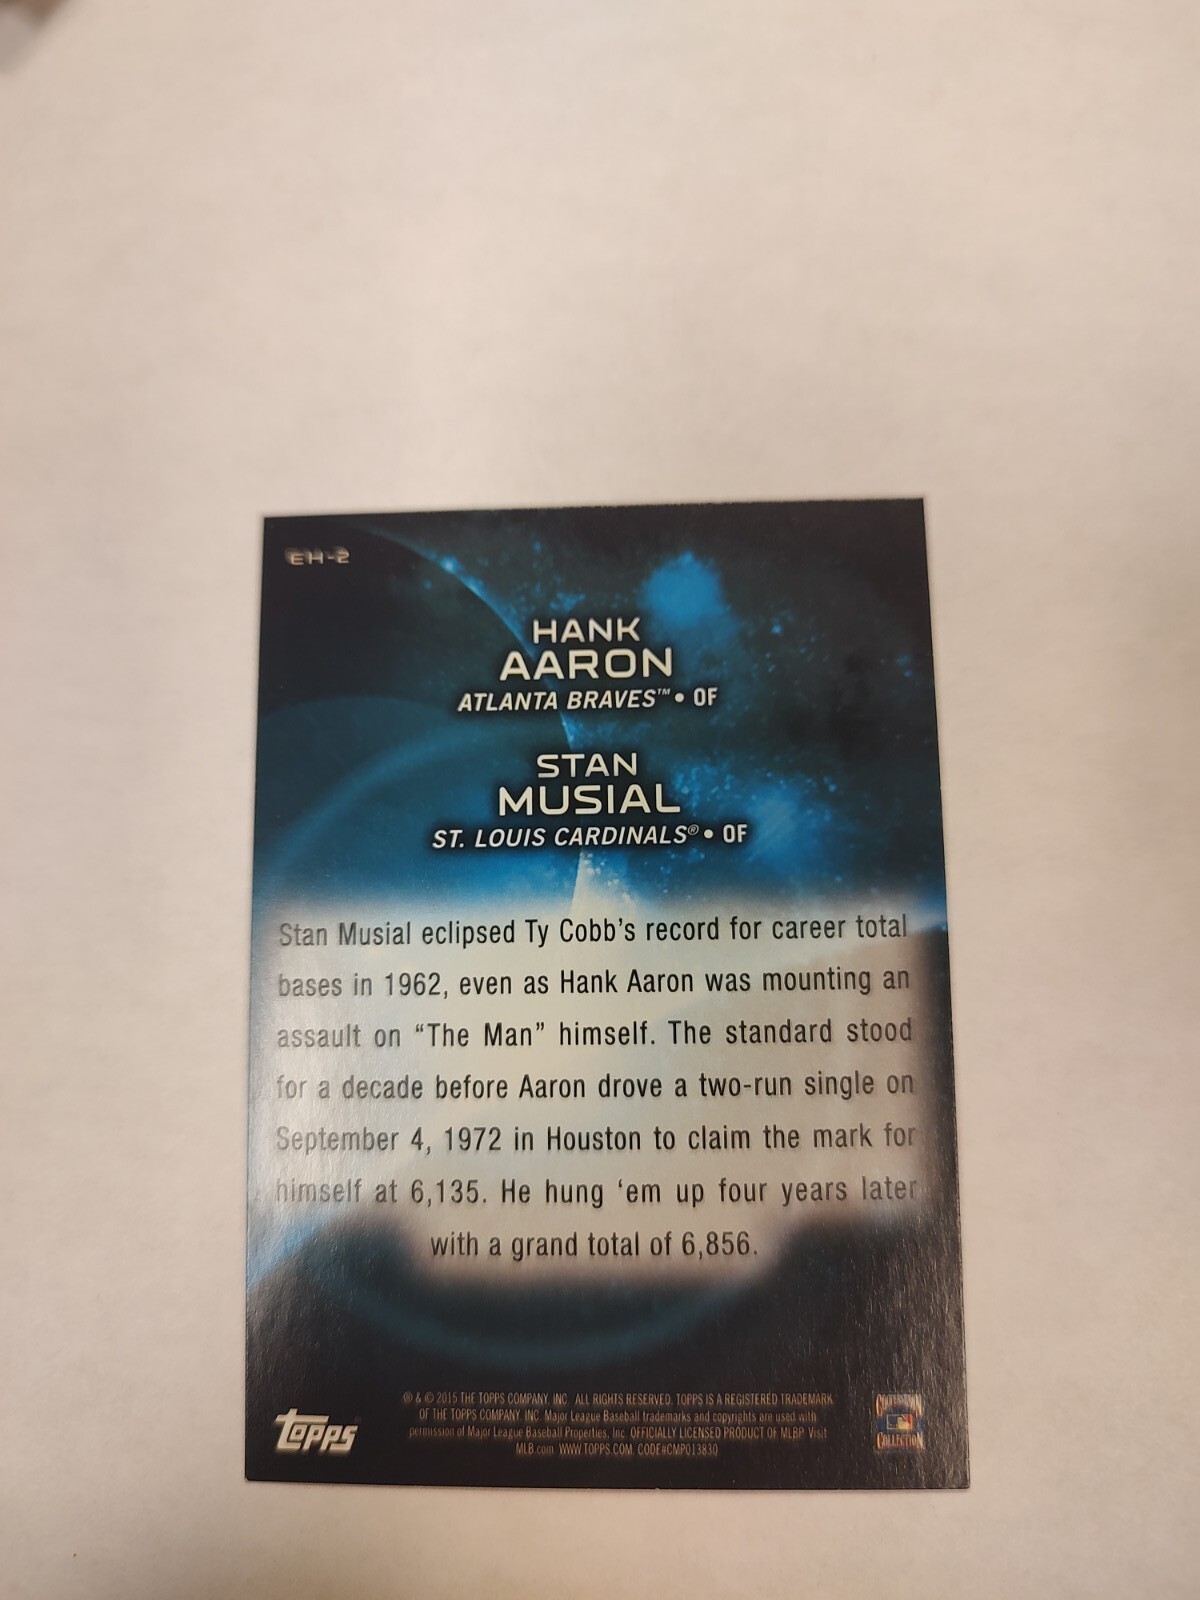 EH-2
HANK
AARON
ATLANTA BRAVES™ • OF
STAN
MUSIAL
ST. LOUIS CARDINALS® • OF
Stan Musial eclipsed Ty Cobb's record for career total
bases in 1962, even as Hank Aaron was mounting an
assault on “The Man” himself. The standard stood
for a decade before Aaron drove a two-run single on
September 4, 1972 in Houston to claim the mark for
himself at 6,135. He hung ‘em up four years later
with a grand total of 6,856.
® & © 2015 THE TOPPS COMPANY, INC. ALL RIGHTS RESERVED. TOPPS IS A REGISTERED TRADEMARK
OF THE TOPPS COMPANY, INC. Major League Baseball trademarks and copyrights are used with
permission of Major League Baseball Properties, Inc. OFFICIALLY LICENSED PRODUCT OF MLBP Visit
MLB.com WWW.TOPPS.COM CODE#CMP013830
topps
COOPERSTOWN
COLLECTION